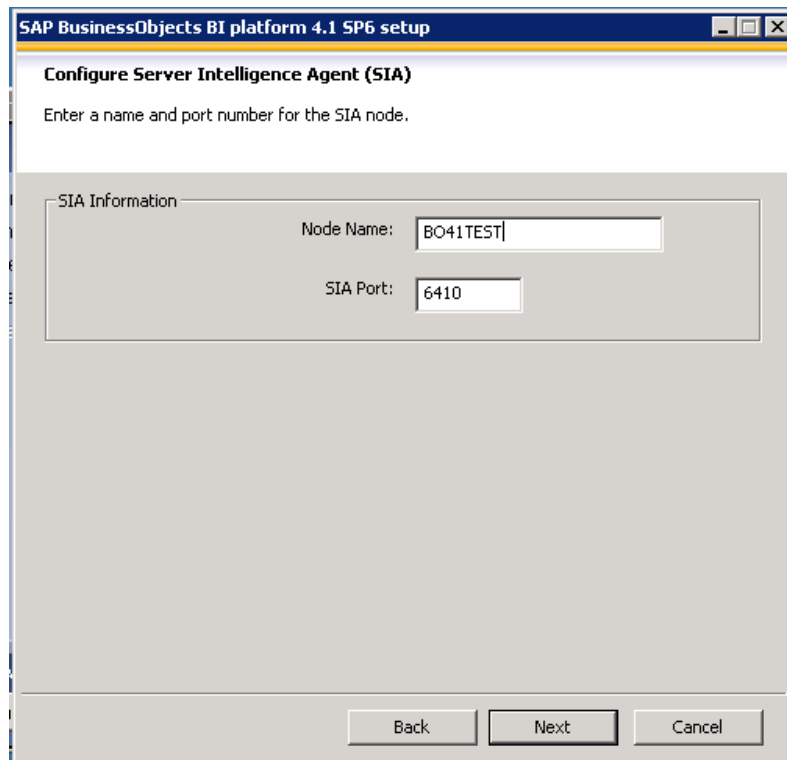 SAP BusinessObjects BI platform 4.1 SP6 setup
Configure Server Intelligence Agent (SIA)
Enter a name and port number for the SIA node.
SIA Information
Node Name: BO41TEST
SIA Port: 6410
Back Next Cancel